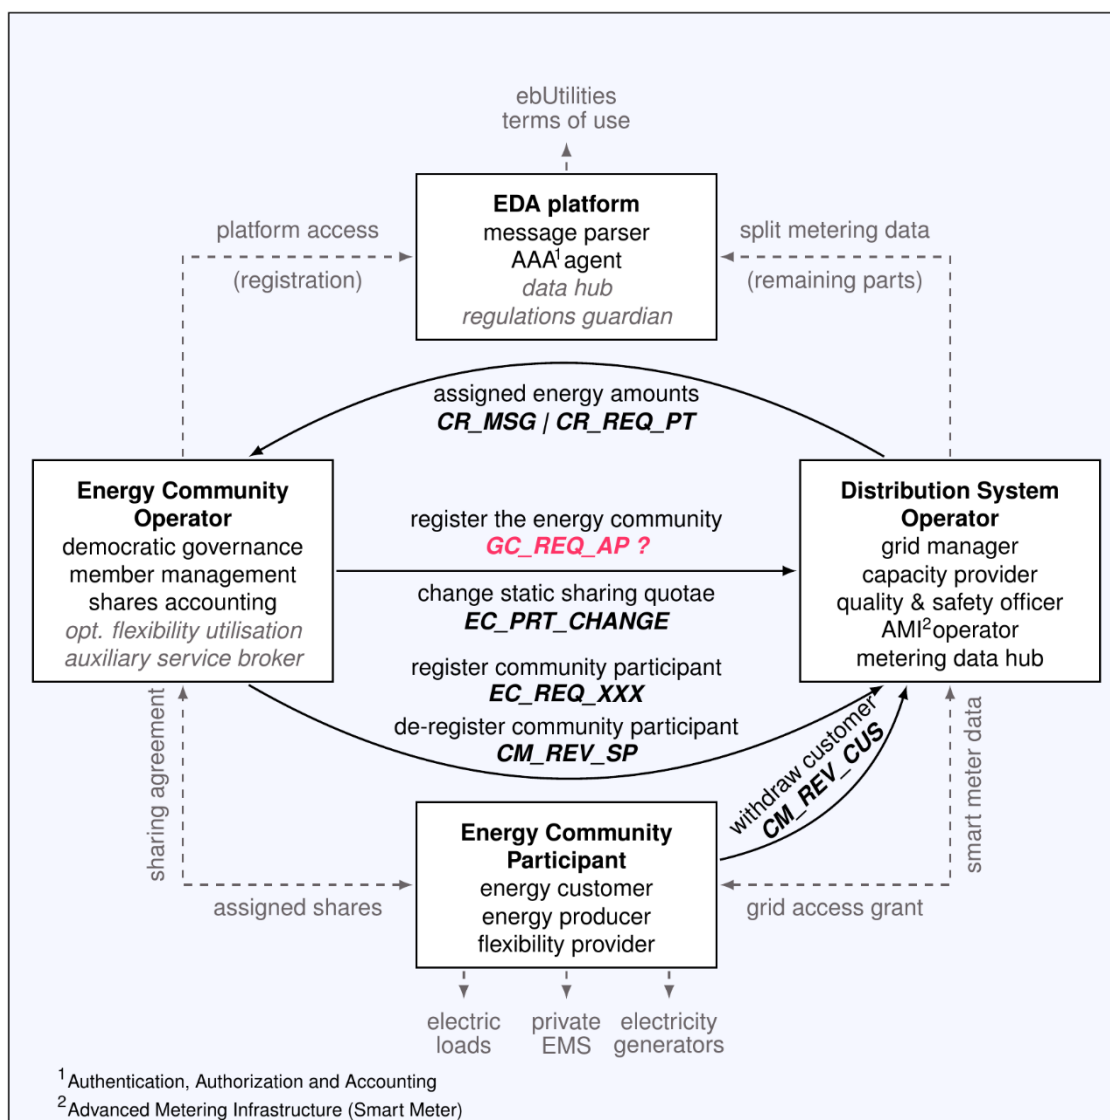 ebUtilities
terms of use
EDA platform
message parser
AAA¹ agent
data hub
regulations guardian
platform access
(registration)
split metering data
(remaining parts)
assigned energy amounts
CR_MSG / CR_REQ_PT
Energy Community
Operator
democratic governance
member management
shares accounting
opt. flexibility utilisation
auxiliary service broker
register the energy community
GC_REQ_AP ?
change static sharing quotae
EC_PRT_CHANGE
Distribution System
Operator
grid manager
capacity provider
quality & safety officer
AMI² operator
metering data hub
register community participant
EC_REQ_XXX
de-register community participant
CM_REV_SP
withdraw customer
CM_REV_CUS
sharing agreement
smart meter data
Energy Community
Participant
energy customer
energy producer
flexibility provider
assigned shares
grid access grant
electric
loads
private
EMS
electricity
generators
¹Authentication, Authorization and Accounting
²Advanced Metering Infrastructure (Smart Meter)